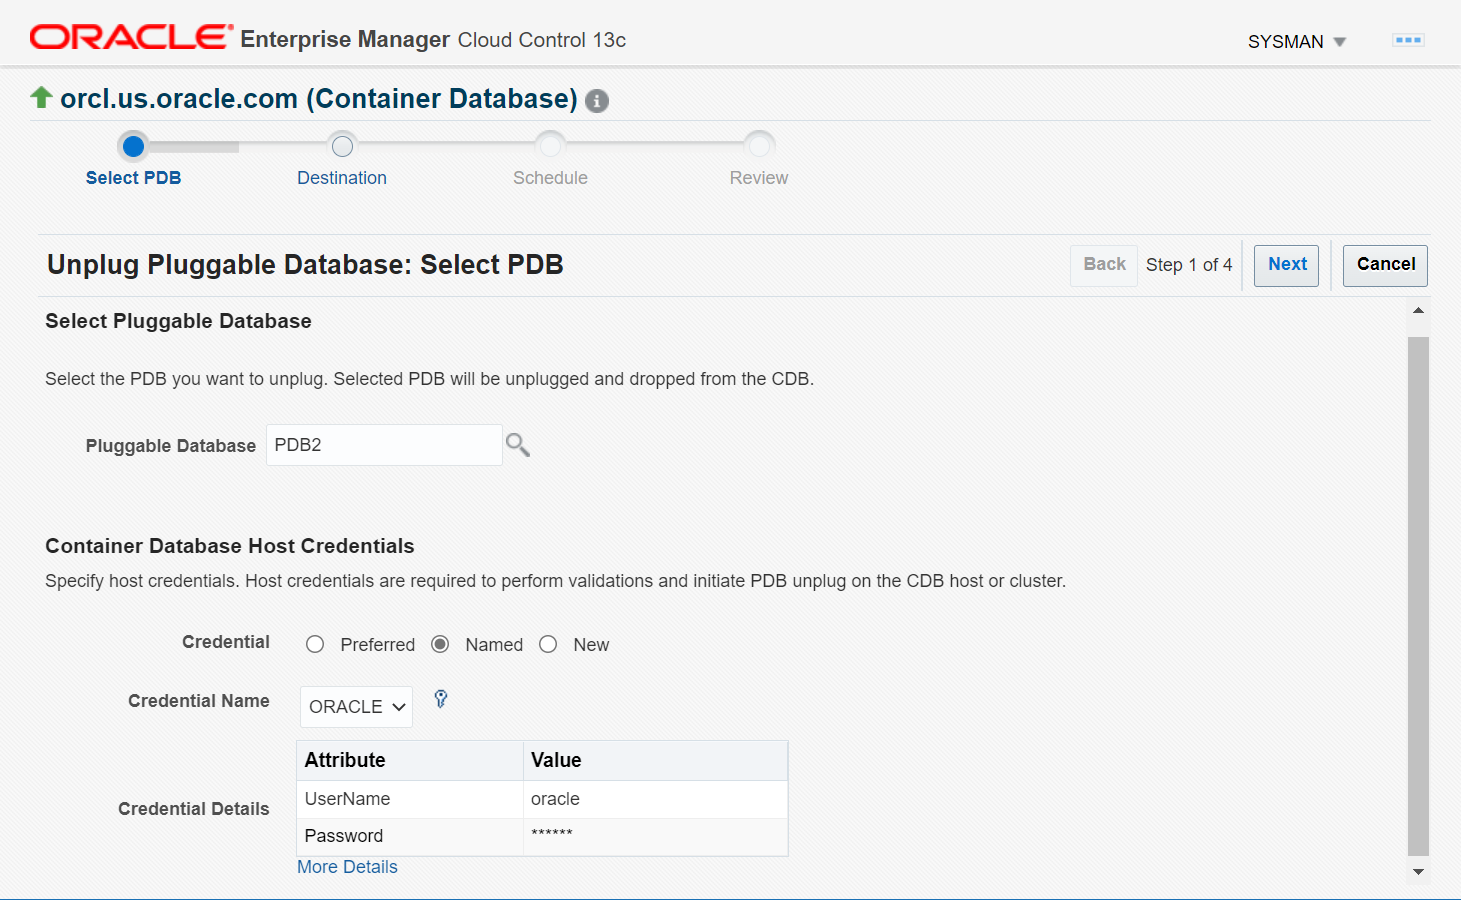 ORACLE® Enterprise Manager Cloud Control 13c
SYSMAN
orcl.us.oracle.com (Container Database)
Select PDB
Destination
Schedule
Review
Unplug Pluggable Database: Select PDB
Back
Step 1 of 4
Next
Cancel
Select Pluggable Database
Select the PDB you want to unplug. Selected PDB will be unplugged and dropped from the CDB.
Pluggable Database
PDB2
Container Database Host Credentials
Specify host credentials. Host credentials are required to perform validations and initiate PDB unplug on the CDB host or cluster.
Credential
Preferred
Named
New
Credential Name
ORACLE
Attribute
Value
UserName
oracle
Credential Details
Password
******
More Details